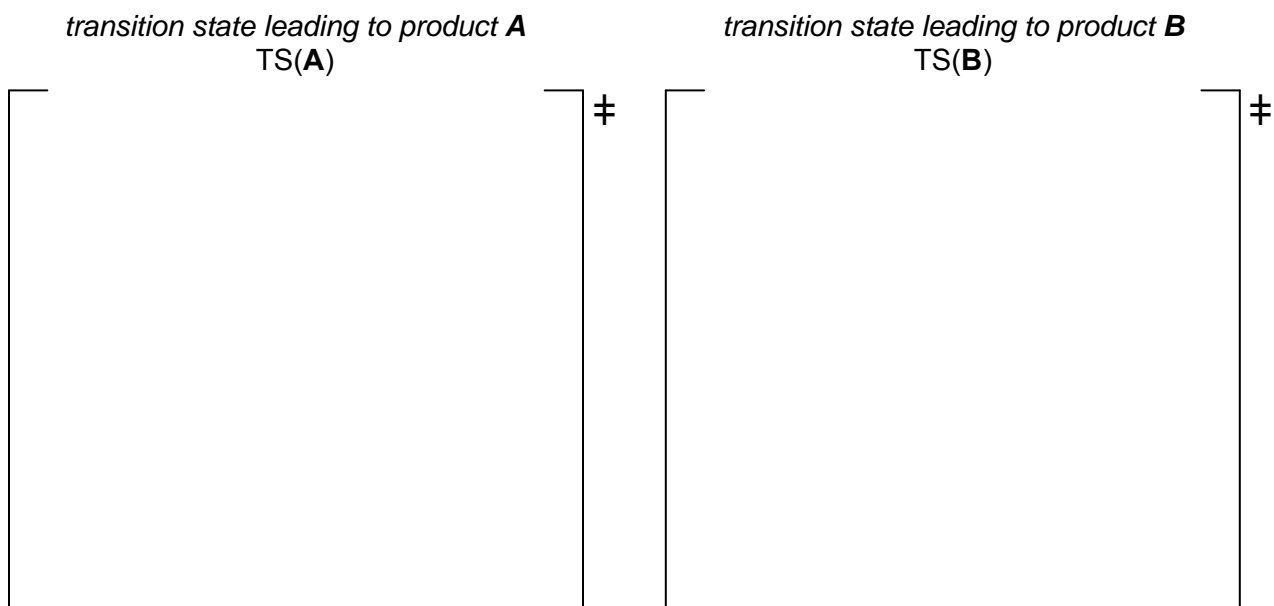 transition state leading to product A
TS(A)
‡
transition state leading to product B
TS(B)
‡